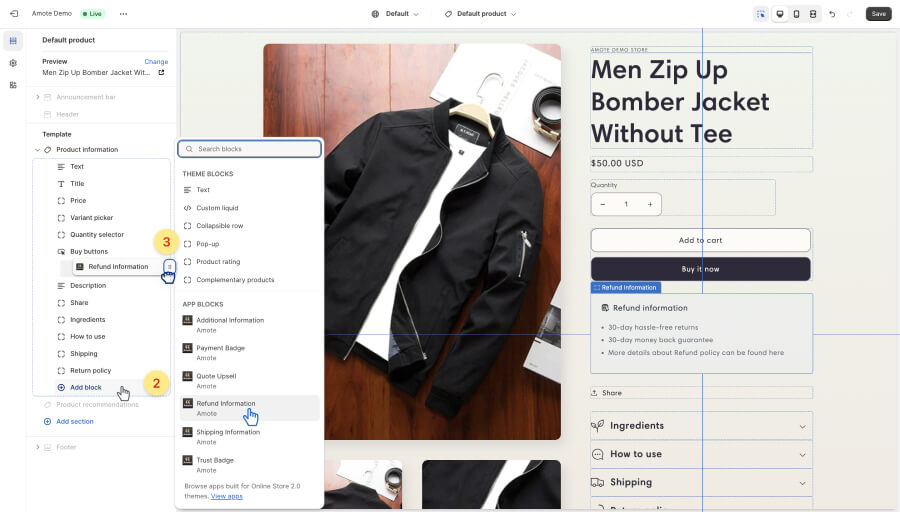 Amote Demo
Live
Default
Default product
Save
Default product
Preview
Change
Men Zip Up Bomber Jacket Wit...
Announcement bar
Header
Template
Product information
Text
Title
Price
Variant picker
Quantity selector
Buy buttons
Refund Information
3
Description
Share
Ingredients
How to use
Shipping
Return policy
Add block
2
Product recommendations
Add section
Footer
Search blocks
THEME BLOCKS
Text
Custom liquid
Collapsible row
Pop-up
Product rating
Complementary products
APP BLOCKS
Additional Information
Amote
Payment Badge
Amote
Quote Upsell
Amote
Refund Information
Amote
Shipping Information
Amote
Trust Badge
Amote
Browse apps built for Online Store 2.0
themes. View apps
AMOTE DEMO STORE
Men Zip Up
Bomber Jacket
Without Tee
$50.00 USD
Quantity
− 1 +
Add to cart
Buy it now
Refund Information
Refund information
• 30-day hassle-free returns
• 30-day money back guarantee
• More details about Refund policy can be found here
Share
Ingredients
How to use
Shipping